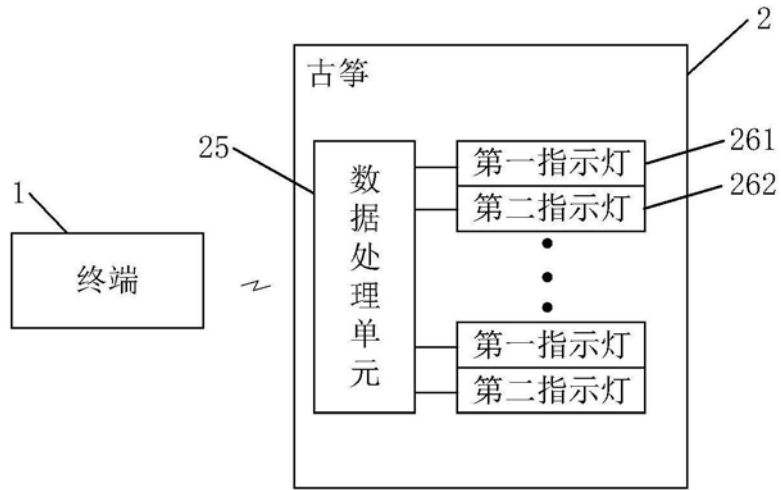 2
古筝
25
261
第一指示灯
1
数据处理单元
262
第二指示灯
终端
第一指示灯
第二指示灯